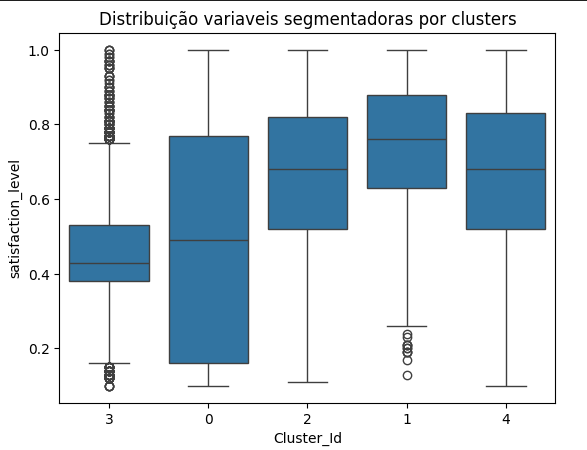 Distribuição variaveis segmentadoras por clusters
1.0
0.8
0.6
0.4
0.2
satisfaction_level
3 0 2 1 4
Cluster_Id